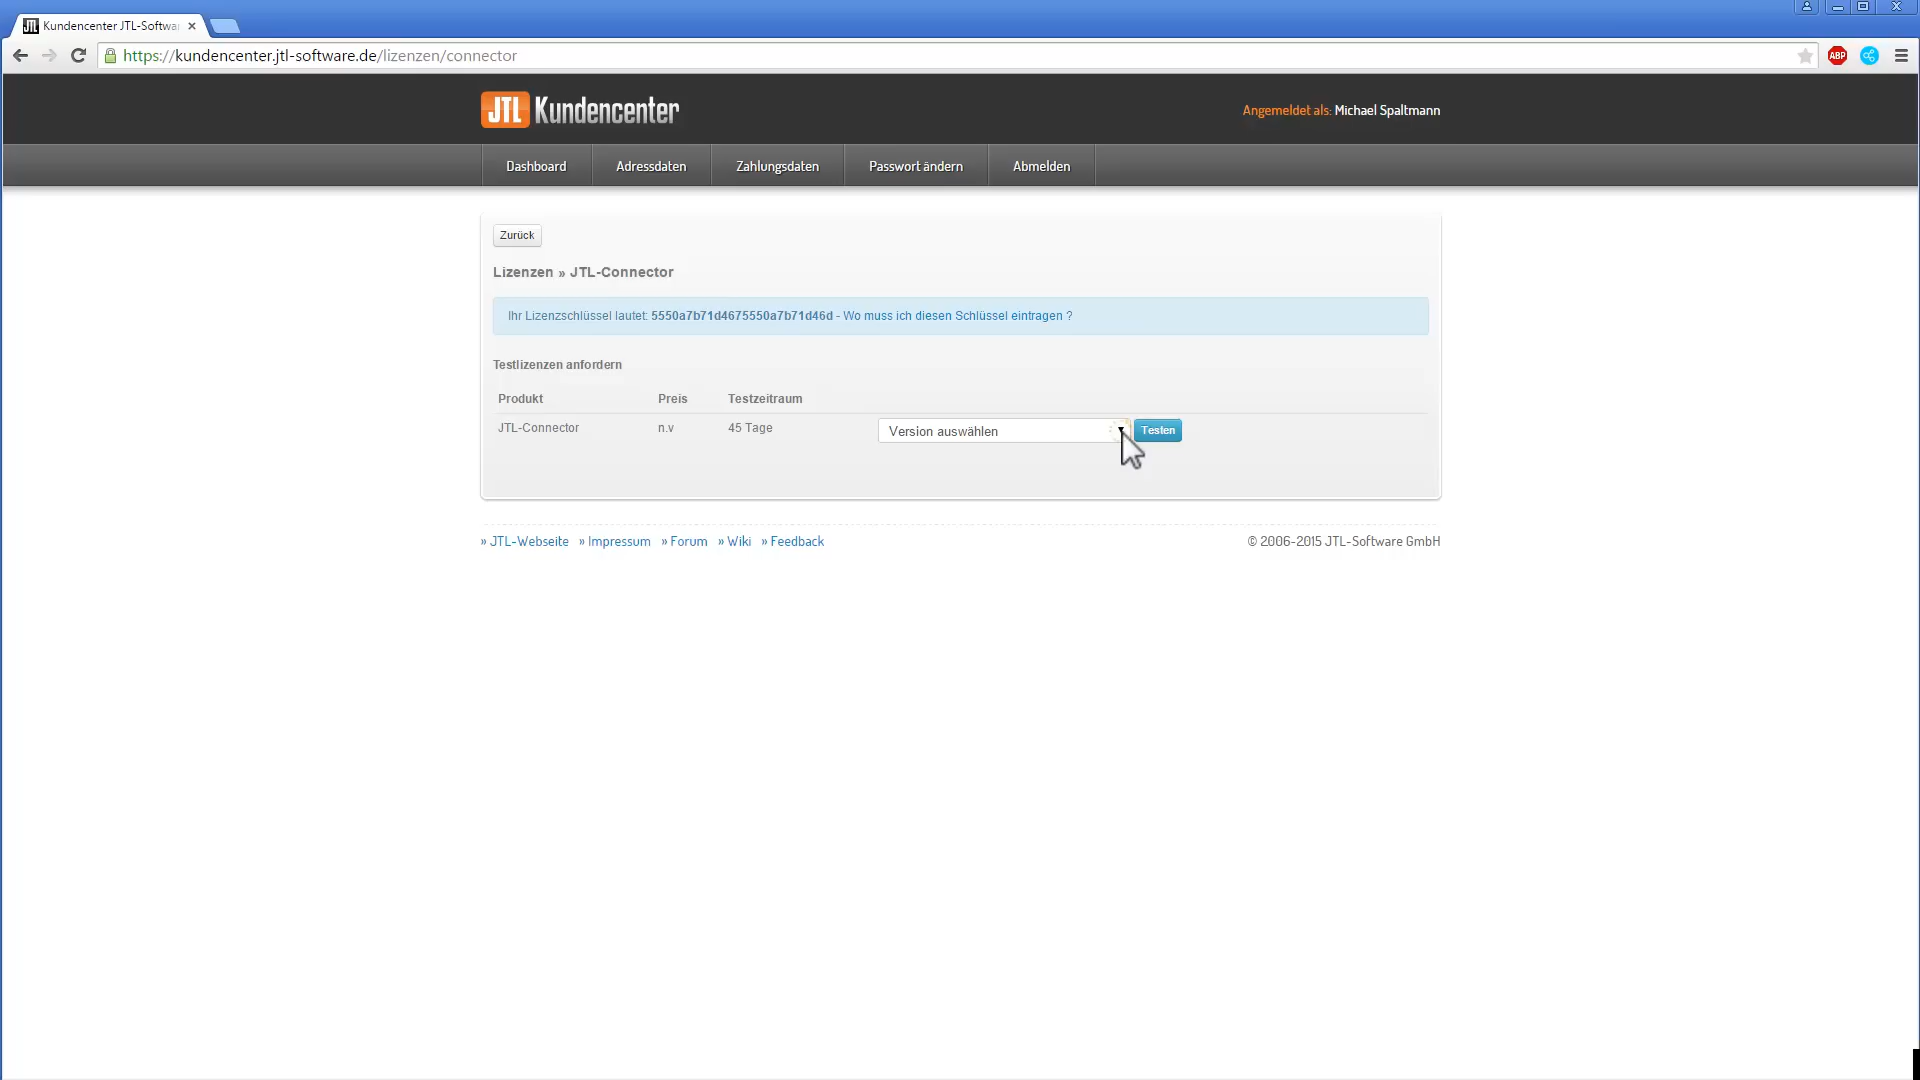 Kundencenter JTL-Softwa
https://kundencenter.jtl-software.de/lizenzen/connector
ABP
JTL Kundencenter
Angemeldet als: Michael Spaltmann
Dashboard Adressdaten Zahlungsdaten Passwort ändern Abmelden
Zurück
Lizenzen » JTL-Connector
Ihr Lizenzschlüssel lautet: 5550a7b71d4675550a7b71d46d - Wo muss ich diesen Schlüssel eintragen ?
Testlizenzen anfordern
Produkt Preis Testzeitraum
JTL-Connector n.v 45 Tage Version auswählen Testen
» JTL-Webseite » Impressum » Forum » Wiki » Feedback
© 2006-2015 JTL-Software GmbH